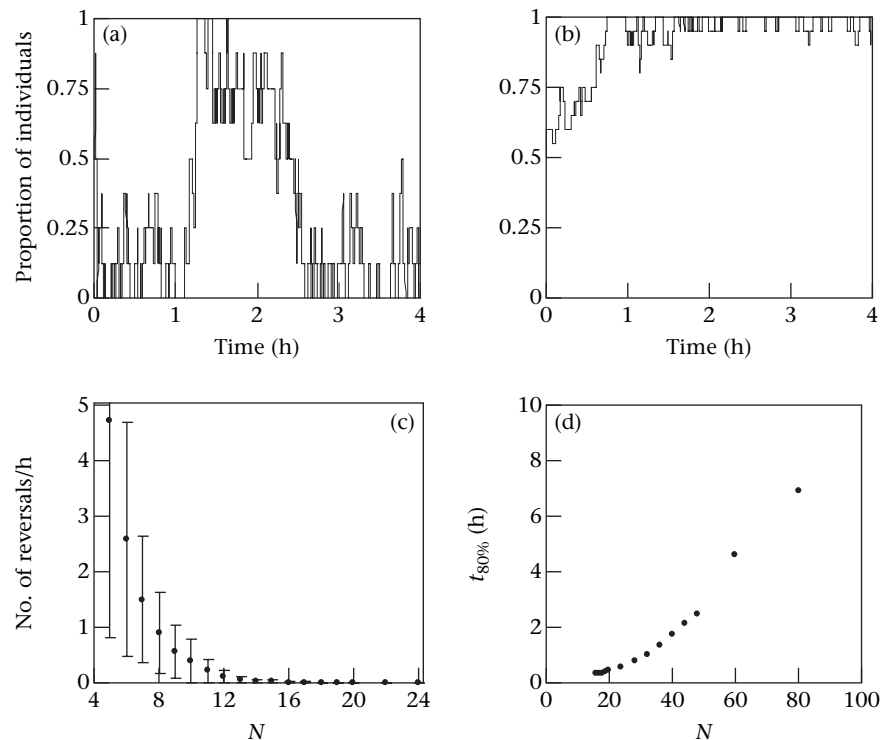 (a)
Proportion of individuals
1
0.75
0.5
0.25
0
0 1 2 3 4
Time (h)
(b)
1
0.75
0.5
0.25
0
0 1 2 3 4
Time (h)
(c)
No. of reversals/h
5
4
3
2
1
0
4 8 12 16 20 24
N
(d)
t80% (h)
10
8
6
4
2
0
0 20 40 60 80 100
N